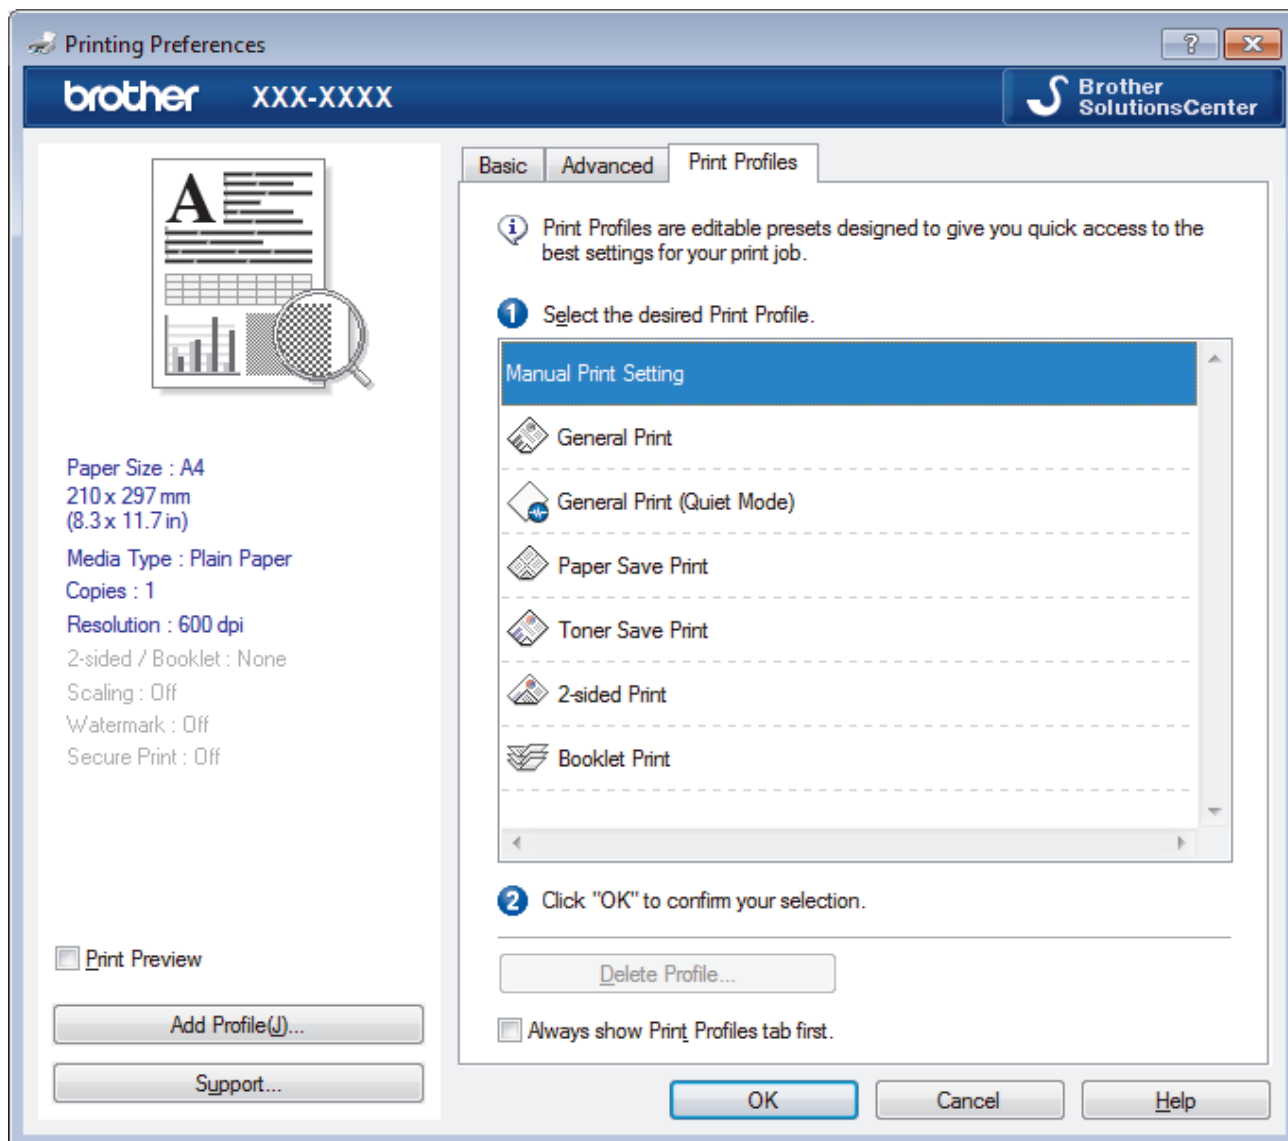 Printing Preferences
brother XXX-XXXX
Brother
SolutionsCenter
A
Basic
Advanced
Print Profiles
Print Profiles are editable presets designed to give you quick access to the
best settings for your print job.
1 Select the desired Print Profile.
Manual Print Setting
General Print
General Print (Quiet Mode)
Paper Save Print
Toner Save Print
2-sided Print
Booklet Print
2 Click "OK" to confirm your selection.
Delete Profile...
Always show Print Profiles tab first.
Paper Size : A4
210 x 297 mm
(8.3 x 11.7 in)
Media Type : Plain Paper
Copies : 1
Resolution : 600 dpi
2-sided / Booklet : None
Scaling : Off
Watermark : Off
Secure Print : Off
Print Preview
Add Profile(J)...
Support...
OK
Cancel
Help